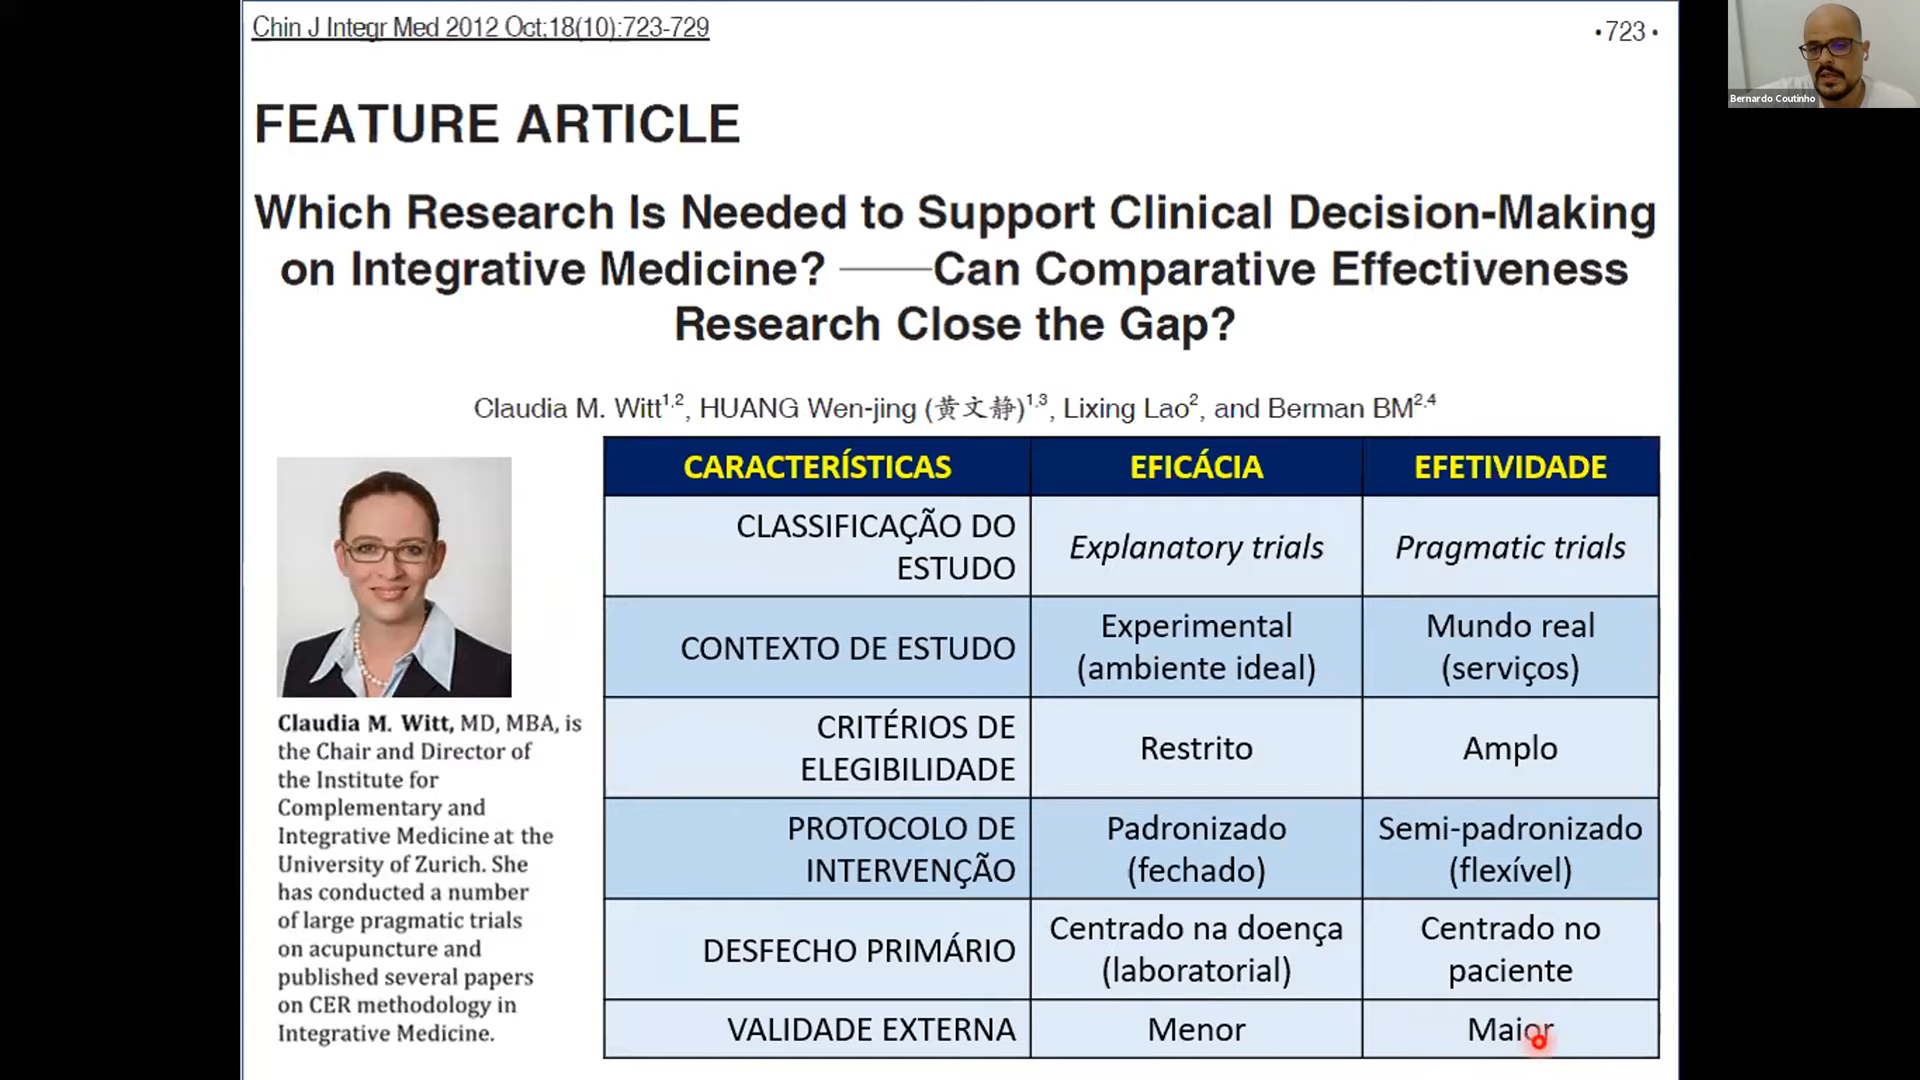 Chin J Integr Med 2012 Oct;18(10):723-729
•723•
Bernardo Coutinho
FEATURE ARTICLE
Which Research Is Needed to Support Clinical Decision-Making
on Integrative Medicine? ——Can Comparative Effectiveness
Research Close the Gap?
Claudia M. Witt1,2, HUANG Wen-jing (黄文静)1,3, Lixing Lao2, and Berman BM2,4
Claudia M. Witt, MD, MBA, is
the Chair and Director of
the Institute for
Complementary and
Integrative Medicine at the
University of Zurich. She
has conducted a number
of large pragmatic trials
on acupuncture and
published several papers
on CER methodology in
Integrative Medicine.
CARACTERÍSTICAS EFICÁCIA EFETIVIDADE
CLASSIFICAÇÃO DO
ESTUDO
Explanatory trials
Pragmatic trials
CONTEXTO DE ESTUDO
Experimental
(ambiente ideal)
Mundo real
(serviços)
CRITÉRIOS DE
ELEGIBILIDADE
Restrito
Amplo
PROTOCOLO DE
INTERVENÇÃO
Padronizado
(fechado)
Semi-padronizado
(flexível)
DESFECHO PRIMÁRIO
Centrado na doença
(laboratorial)
Centrado no
paciente
VALIDADE EXTERNA
Menor
Maior